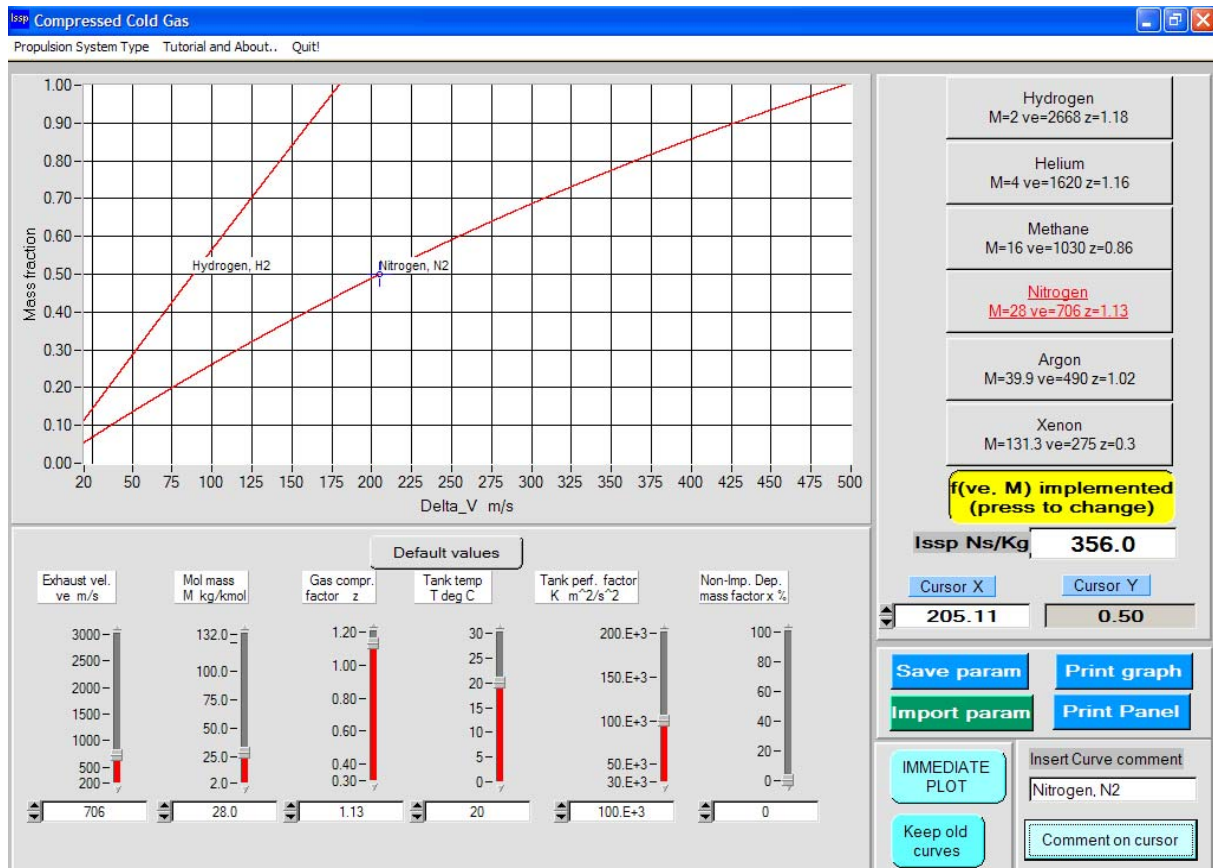 Issp Compressed Cold Gas
Propulsion System Type Tutorial and About.. Quit!
Mass fraction
1.00
0.90
0.80
0.70
0.60
0.50
0.40
0.30
0.20
0.10
0.00
Hydrogen, H2
Nitrogen, N2
20 50 75 100 125 150 175 200 225 250 275 300 325 350 375 400 425 450 475 500
Delta_V m/s
Hydrogen
M=2 ve=2668 z=1.18
Helium
M=4 ve=1620 z=1.16
Methane
M=16 ve=1030 z=0.86
Nitrogen
M=28 ve=706 z=1.13
Argon
M=39.9 ve=490 z=1.02
Xenon
M=131.3 ve=275 z=0.3
f(ve, M) implemented
(press to change)
Issp Ns/Kg 356.0
Cursor X Cursor Y
205.11 0.50
Default values
Exhaust vel.
ve m/s
3000
2500
2000
1500
1000
500
200
706
Mol mass
M kg/kmol
132.0
100.0
75.0
50.0
25.0
2.0
28.0
Gas compr.
factor z
1.20
1.00
0.80
0.60
0.40
0.30
1.13
Tank temp
T deg C
30
25
20
15
10
5
0
20
Tank perf. factor
K m^2/s^2
200.E+3
150.E+3
100.E+3
50.E+3
30.E+3
100.E+3
Non-Imp. Dep.
mass factor x %
100
80
60
40
20
0
0
Save param Print graph
Import param Print Panel
IMMEDIATE
PLOT
Keep old
curves
Insert Curve comment
Nitrogen, N2
Comment on cursor